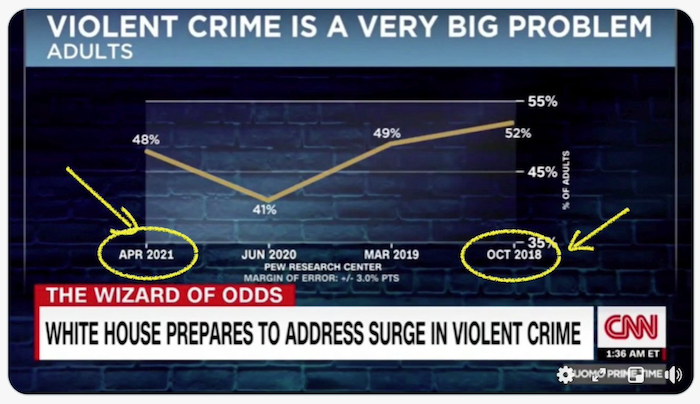 VIOLENT CRIME IS A VERY BIG PROBLEM
ADULTS
55%
48%
49%
52%
45%
% OF ADULTS
41%
35%
APR 2021 JUN 2020 MAR 2019 OCT 2018
PEW RESEARCH CENTER
MARGIN OF ERROR: +/- 3.0% PTS
THE WIZARD OF ODDS
WHITE HOUSE PREPARES TO ADDRESS SURGE IN VIOLENT CRIME
CNN
1:36 AM ET
PRIME TIME